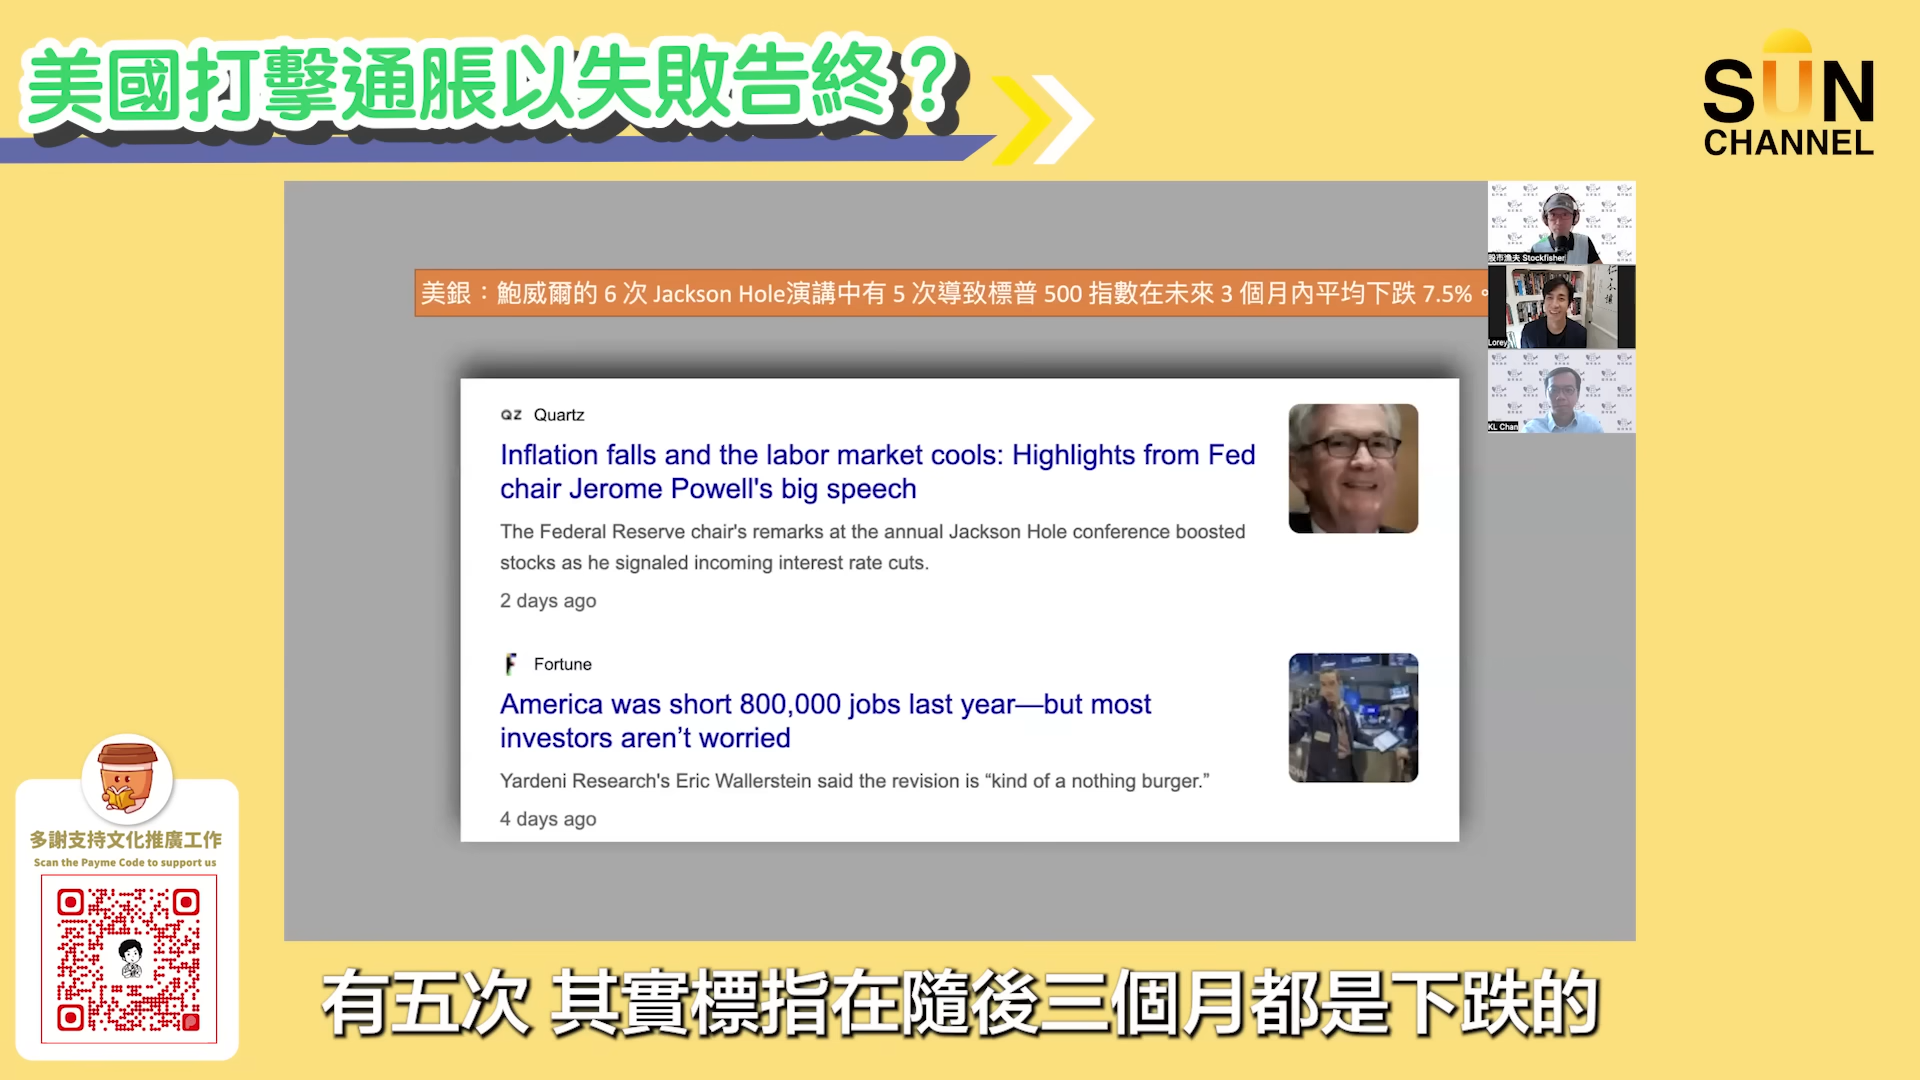 美國打擊通脹以失敗告終？
SUN
CHANNEL
股市漁夫 Stockfisher
美銀：鮑威爾的 6 次 Jackson Hole演講中有 5 次導致標普 500 指數在未來 3 個月內平均下跌 7.5%。
Lorey
KL Chan
QZ Quartz
Inflation falls and the labor market cools: Highlights from Fed
chair Jerome Powell's big speech
The Federal Reserve chair's remarks at the annual Jackson Hole conference boosted
stocks as he signaled incoming interest rate cuts.
2 days ago
F Fortune
America was short 800,000 jobs last year—but most
investors aren’t worried
Yardeni Research's Eric Wallerstein said the revision is “kind of a nothing burger.”
4 days ago
多謝支持文化推廣工作
Scan the Payme Code to support us
有五次 其實標指在隨後三個月都是下跌的